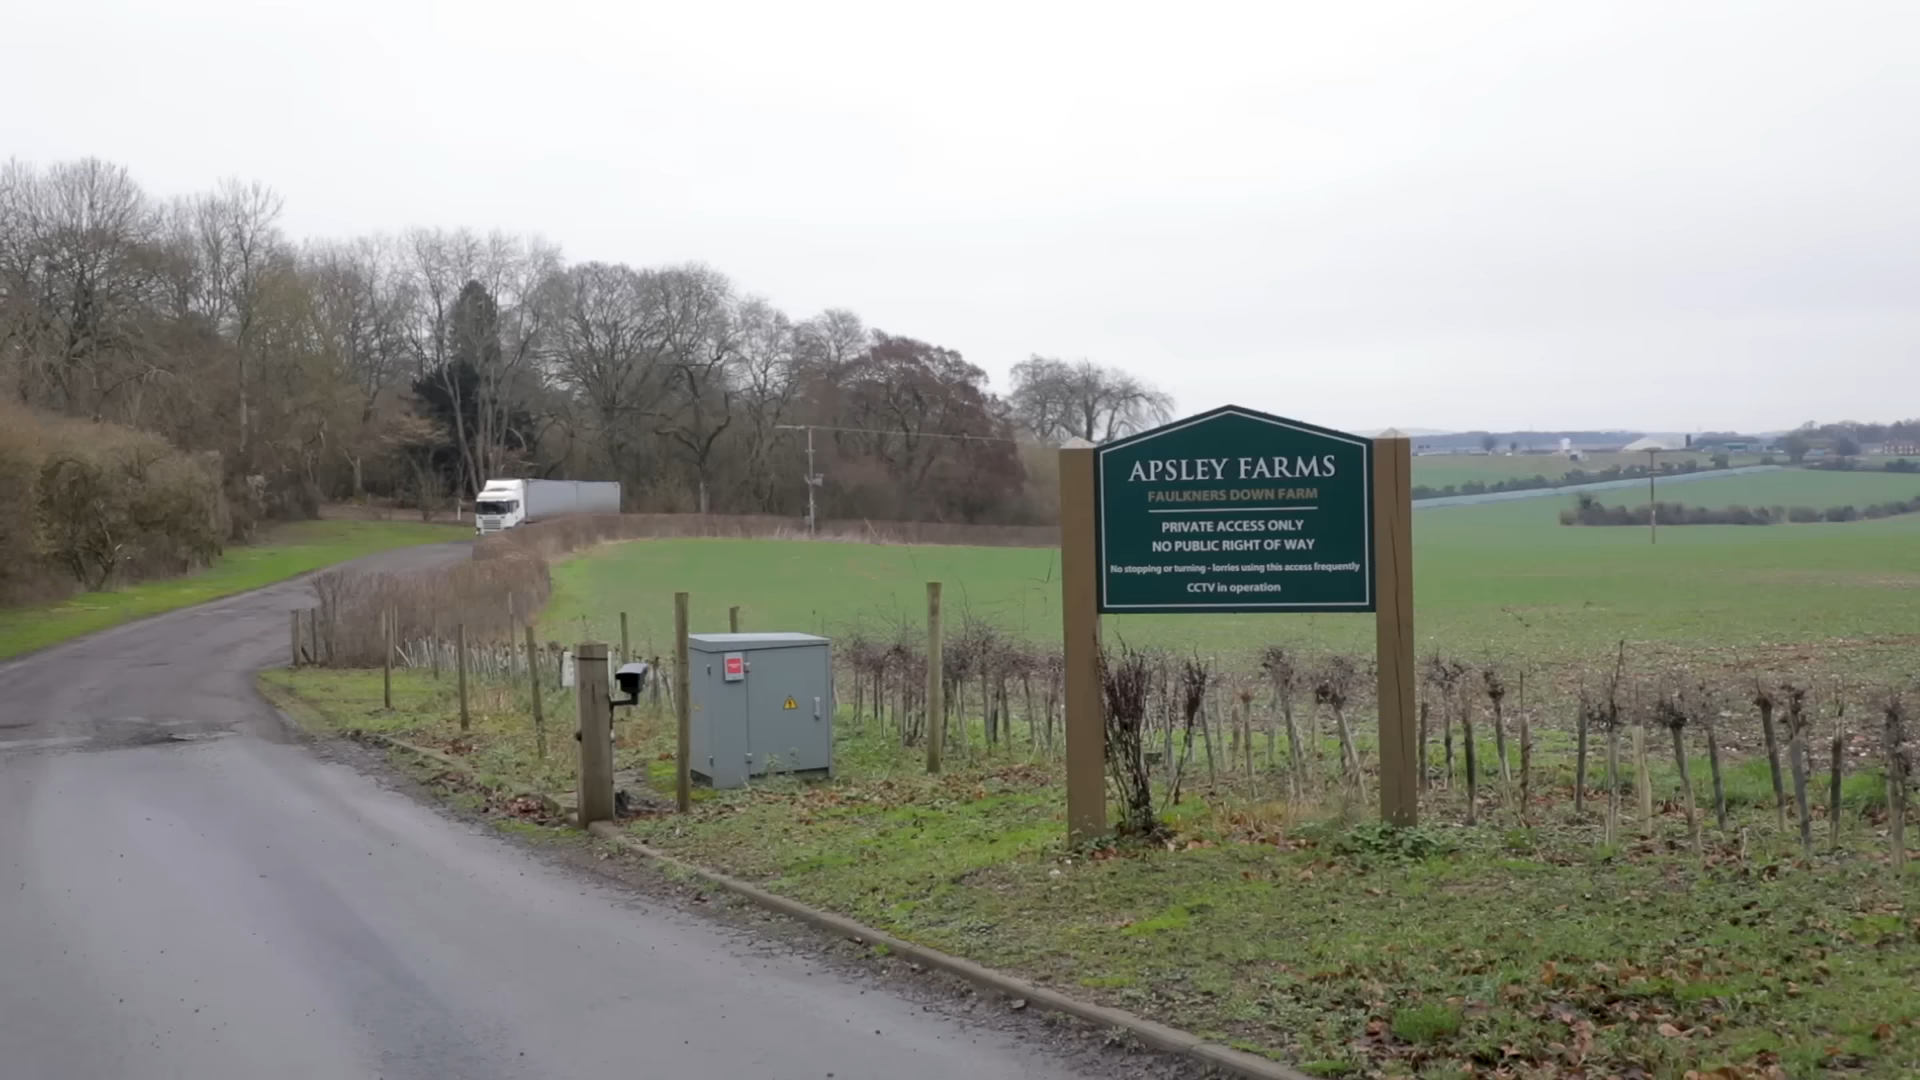 APSLEY FARMS
FAULKNERS DOWN FARM
PRIVATE ACCESS ONLY
NO PUBLIC RIGHT OF WAY
No stopping or turning - lorries using this access frequently
CCTV in operation